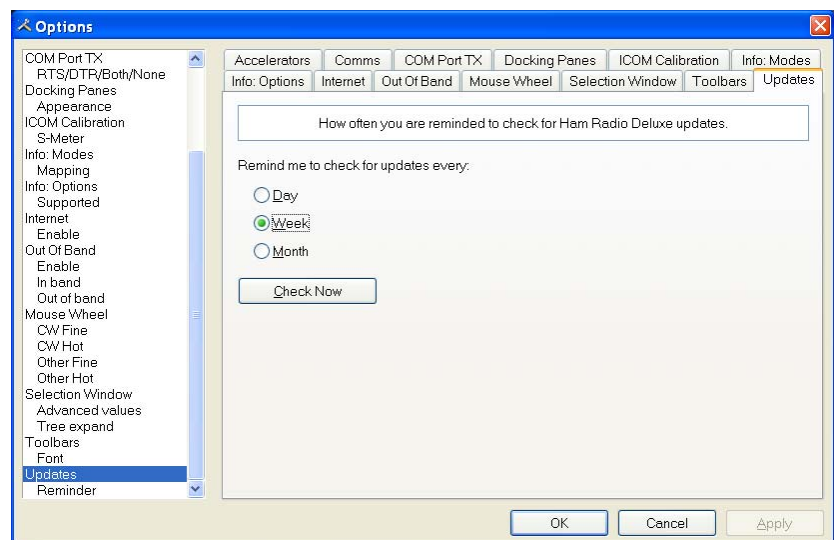 Options
COM Port TX
RTS/DTR/Both/None
Docking Panes
Appearance
ICOM Calibration
S-Meter
Info: Modes
Mapping
Info: Options
Supported
Internet
Enable
Out Of Band
Enable
In band
Out of band
Mouse Wheel
CW Fine
CW Hot
Other Fine
Other Hot
Selection Window
Advanced values
Tree expand
Toolbars
Font
Updates
Reminder
Accelerators Comms COM Port TX Docking Panes ICOM Calibration Info: Modes
Info: Options Internet Out Of Band Mouse Wheel Selection Window Toolbars Updates
How often you are reminded to check for Ham Radio Deluxe updates.
Remind me to check for updates every:
Day
Week
Month
Check Now
OK Cancel Apply